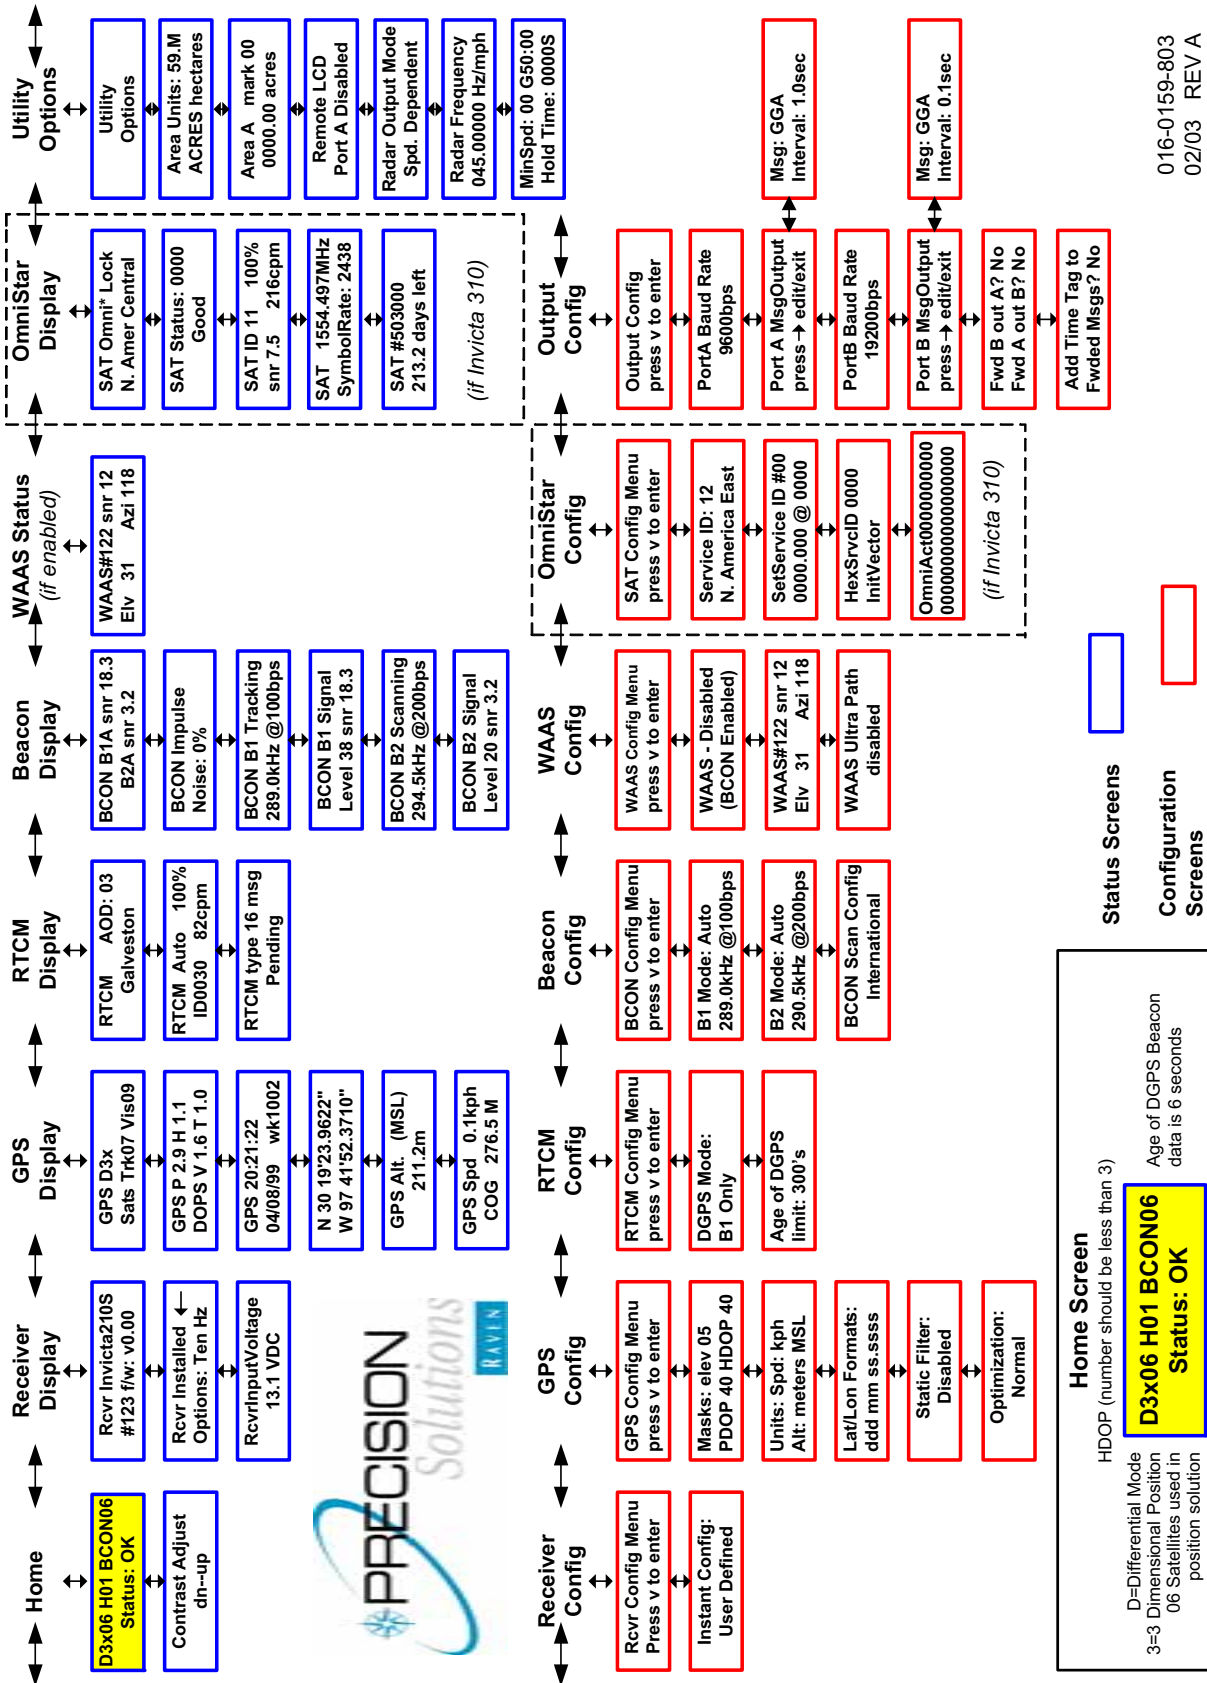 Home
D3x06 H01 BCON06
Status: OK
Contrast Adjust
dn--up
Receiver
Display
Rcvr Invicta210S
#123 f/w: v0.00
Rcvr Installed ←
Options: Ten Hz
RcvrInputVoltage
13.1 VDC
GPS
Display
GPS D3x
Sats Trk07 Vis09
GPS P 2.9 H 1.1
DOPS V 1.6 T 1.0
GPS 20:21:22
04/08/99 wk1002
N 30 19'23.9622"
W 97 41'52.3710"
GPS Alt. (MSL)
211.2m
GPS Spd 0.1kph
COG 276.5 M
RTCM
Display
RTCM AOD: 03
Galveston
RTCM Auto 100%
ID0030 82cpm
RTCM type 16 msg
Pending
Beacon
Display
BCON B1A snr 18.3
B2A snr 3.2
BCON Impulse
Noise: 0%
BCON B1 Tracking
289.0kHz @100bps
BCON B1 Signal
Level 38 snr 18.3
BCON B2 Scanning
294.5kHz @200bps
BCON B2 Signal
Level 20 snr 3.2
WAAS Status
(if enabled)
WAAS#122 snr 12
Elv 31 Azi 118
OmniStar
Display
SAT Omni* Lock
N. Amer Central
SAT Status: 0000
Good
SAT ID 11 100%
snr 7.5 216cpm
SAT 1554.497MHz
SymbolRate: 2438
SAT #503000
213.2 days left
(if Invicta 310)
Utility
Options
Utility
Options
Area Units: 59.M
ACRES hectares
Area A mark 00
0000.00 acres
Remote LCD
Port A Disabled
Radar Output Mode
Spd. Dependent
Radar Frequency
045.00000 Hz/mph
MinSpd: 00 G50:00
Hold Time: 0000S
PRECISION
Solutions
RAVEN
Receiver
Config
Rcvr Config Menu
Press v to enter
Instant Config:
User Defined
GPS
Config
GPS Config Menu
press v to enter
Masks: elev 05
PDOP 40 HDOP 40
Units: Spd: kph
Alt: meters MSL
Lat/Lon Formats:
ddd mm ss.ssss
Static Filter:
Disabled
Optimization:
Normal
RTCM
Config
RTCM Config Menu
press v to enter
DGPS Mode:
B1 Only
Age of DGPS
limit: 300's
Beacon
Config
BCON Config Menu
press v to enter
B1 Mode: Auto
289.0kHz @100bps
B2 Mode: Auto
290.5kHz @200bps
BCON Scan Config
International
WAAS
Config
WAAS Config Menu
press v to enter
WAAS - Disabled
(BCON Enabled)
WAAS#122 snr 12
Elv 31 Azi 118
WAAS Ultra Path
disabled
OmniStar
Config
SAT Config Menu
press v to enter
Service ID: 12
N. America East
SetService ID #00
0000.000 @ 0000
HexSrvcID 0000
InitVector
OmniAct0000000000
0000000000000000
(if Invicta 310)
Output
Config
Output Config
press v to enter
PortA Baud Rate
9600bps
Port A MsgOutput
press→ edit/exit
Msg: GGA
Interval: 1.0sec
PortB Baud Rate
19200bps
Port B MsgOutput
press→ edit/exit
Msg: GGA
Interval: 0.1sec
Fwd B out A? No
Fwd A out B? No
Add Time Tag to
Fwded Msgs? No
Home Screen
HDOP (number should be less than 3)
D=Differential Mode
3=3 Dimensional Position
06 Satellites used in
position solution
D3x06 H01 BCON06
Status: OK
Age of DGPS Beacon
data is 6 seconds
Status Screens
Configuration
Screens
016-0159-803
02/03 REV A